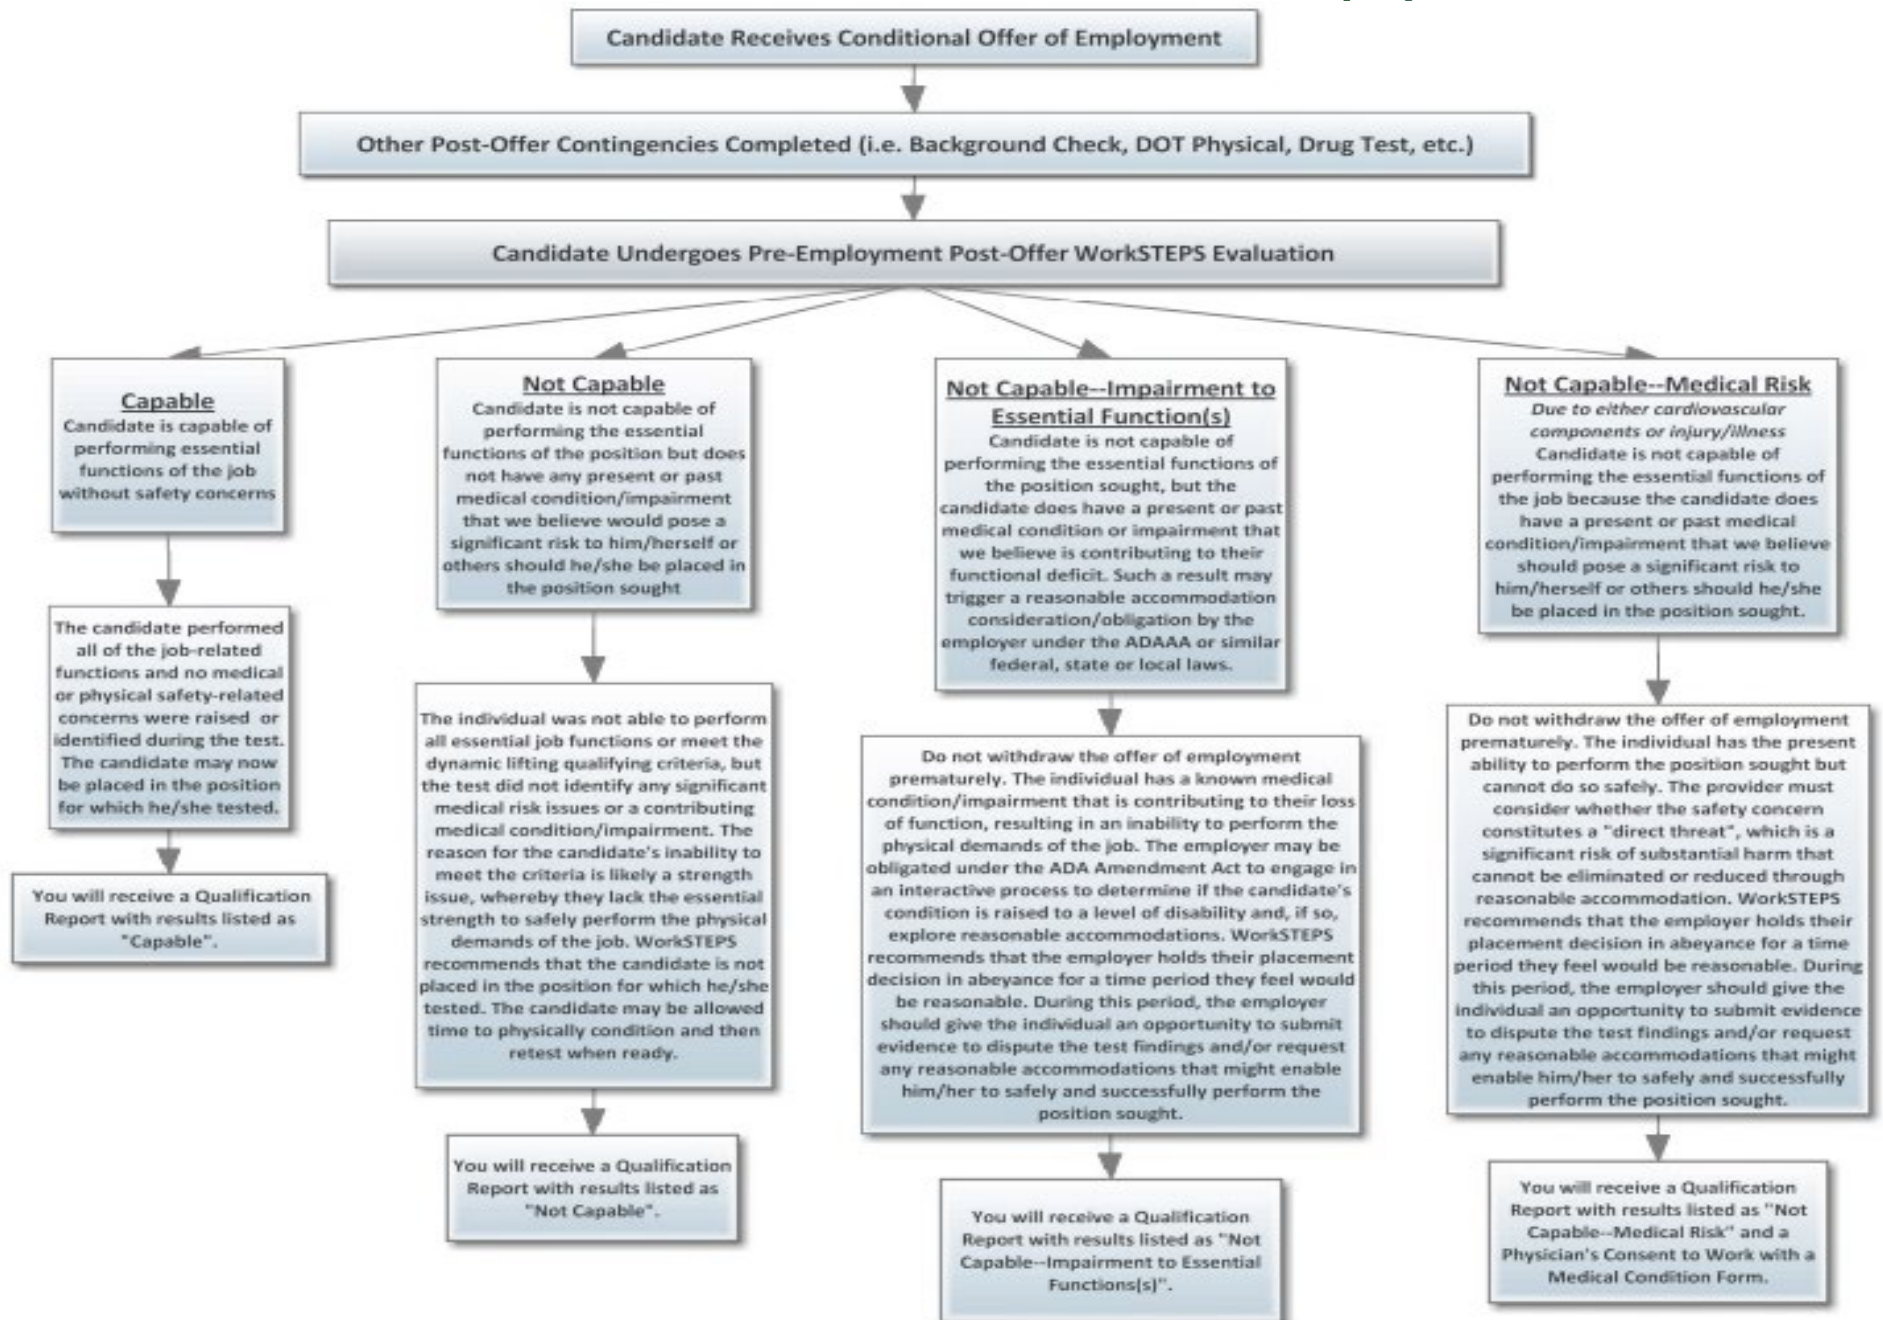 Candidate Receives Conditional Offer of Employment
Other Post-Offer Contingencies Completed (i.e. Background Check, DOT Physical, Drug Test, etc.)
Candidate Undergoes Pre-Employment Post-Offer WorkSTEPS Evaluation
Capable
Candidate is capable of
performing essential
functions of the job
without safety concerns
The candidate performed
all of the job-related
functions and no medical
or physical safety-related
concerns were raised or
identified during the test.
The candidate may now
be placed in the position
for which he/she tested.
You will receive a Qualification
Report with results listed as
"Capable".
Not Capable
Candidate is not capable of
performing the essential
functions of the position but does
not have any present or past
medical condition/impairment
that we believe would pose a
significant risk to him/herself or
others should he/she be placed in
the position sought
The individual was not able to perform
all essential job functions or meet the
dynamic lifting qualifying criteria, but
the test did not identify any significant
medical risk issues or a contributing
medical condition/impairment. The
reason for the candidate's inability to
meet the criteria is likely a strength
issue, whereby they lack the essential
strength to safely perform the physical
demands of the job. WorkSTEPS
recommends that the candidate is not
placed in the position for which he/she
tested. The candidate may be allowed
time to physically condition and then
retest when ready.
You will receive a Qualification
Report with results listed as
"Not Capable".
Not Capable--Impairment to
Essential Function(s)
Candidate is not capable of
performing the essential functions of
the position sought, but the
candidate does have a present or past
medical condition or impairment that
we believe is contributing to their
functional deficit. Such a result may
trigger a reasonable accommodation
consideration/obligation by the
employer under the ADAAA or similar
federal, state or local laws.
Do not withdraw the offer of employment
prematurely. The individual has a known medical
condition/impairment that is contributing to their loss
of function, resulting in an inability to perform the
physical demands of the job. The employer may be
obligated under the ADA Amendment Act to engage in
an interactive process to determine if the candidate's
condition is raised to a level of disability and, if so,
explore reasonable accommodations. WorkSTEPS
recommends that the employer holds their placement
decision in abeyance for a time period they feel would
be reasonable. During this period, the employer
should give the individual an opportunity to submit
evidence to dispute the test findings and/or request
any reasonable accommodations that might enable
him/her to safely and successfully perform the
position sought.
You will receive a Qualification
Report with results listed as "Not
Capable--Impairment to Essential
Functions(s)".
Not Capable--Medical Risk
Due to either cardiovascular
components or injury/illness
Candidate is not capable of
performing the essential functions of
the job because the candidate does
have a present or past medical
condition/impairment that we believe
should pose a significant risk to
him/herself or others should he/she
be placed in the position sought.
Do not withdraw the offer of employment
prematurely. The individual has the present
ability to perform the position sought but
cannot do so safely. The provider must
consider whether the safety concern
constitutes a "direct threat", which is a
significant risk of substantial harm that
cannot be eliminated or reduced through
reasonable accommodation. WorkSTEPS
recommends that the employer holds their
placement decision in abeyance for a time
period they feel would be reasonable. During
this period, the employer should give the
individual an opportunity to submit evidence
to dispute the test findings and/or request
any reasonable accommodations that might
enable him/her to safely and successfully
perform the position sought.
You will receive a Qualification
Report with results listed as "Not
Capable--Medical Risk" and a
Physician's Consent to Work with a
Medical Condition Form.